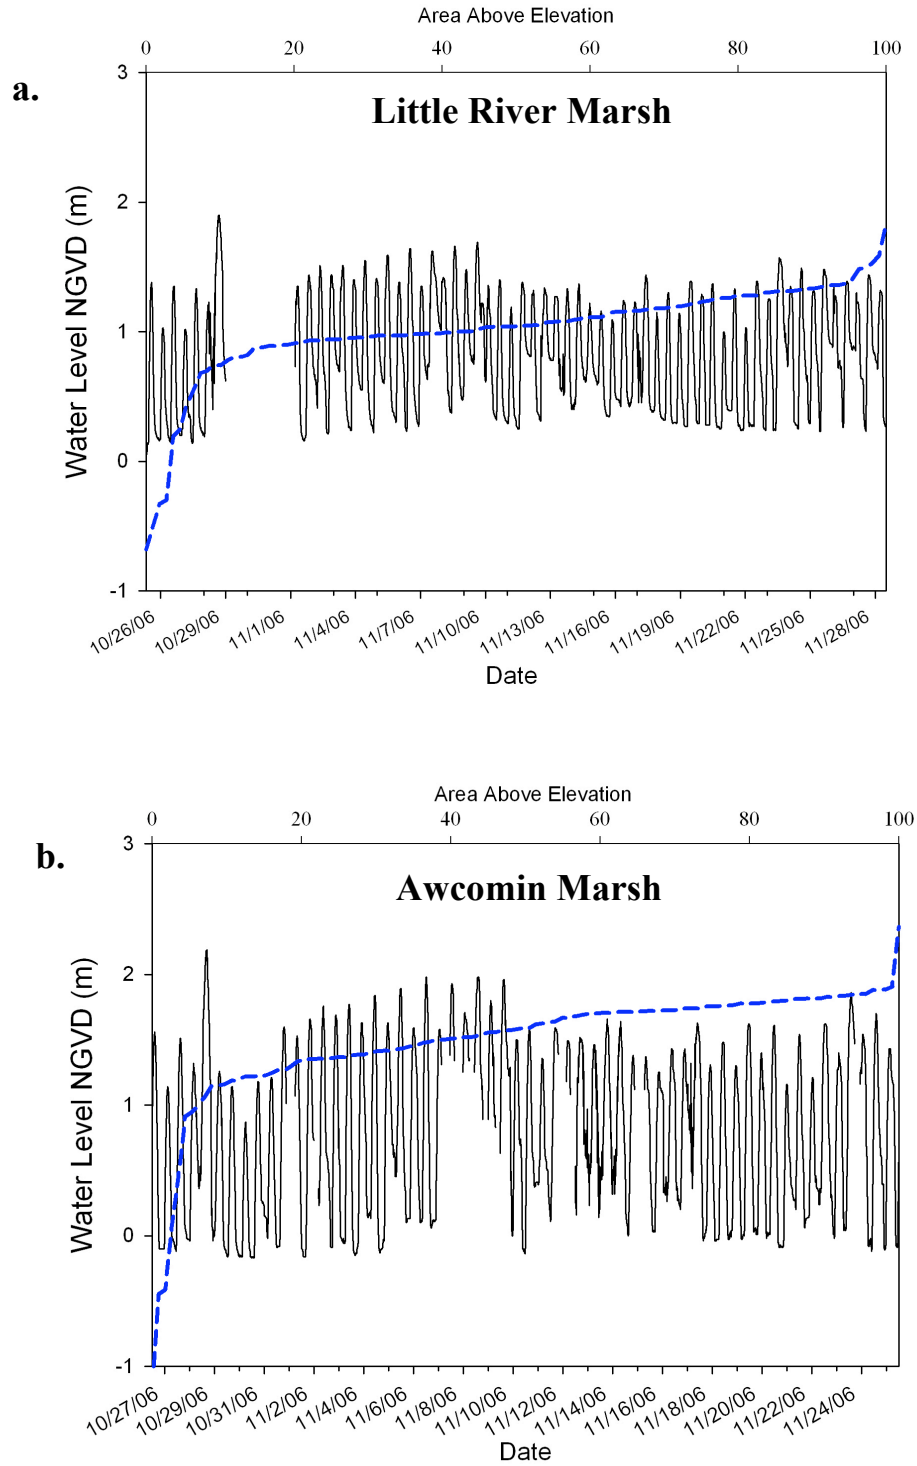 Area Above Elevation
0 20 40 60 80 100
a.
Little River Marsh
3
2
1
0
-1
Water Level NGVD (m)
10/26/06 10/29/06 11/1/06 11/4/06 11/7/06 11/10/06 11/13/06 11/16/06 11/19/06 11/22/06 11/25/06 11/28/06
Date
Area Above Elevation
0 20 40 60 80 100
b.
Awcomin Marsh
3
2
1
0
-1
Water Level NGVD (m)
10/27/06 10/29/06 10/31/06 11/2/06 11/4/06 11/6/06 11/8/06 11/10/06 11/12/06 11/14/06 11/16/06 11/18/06 11/20/06 11/22/06 11/24/06
Date